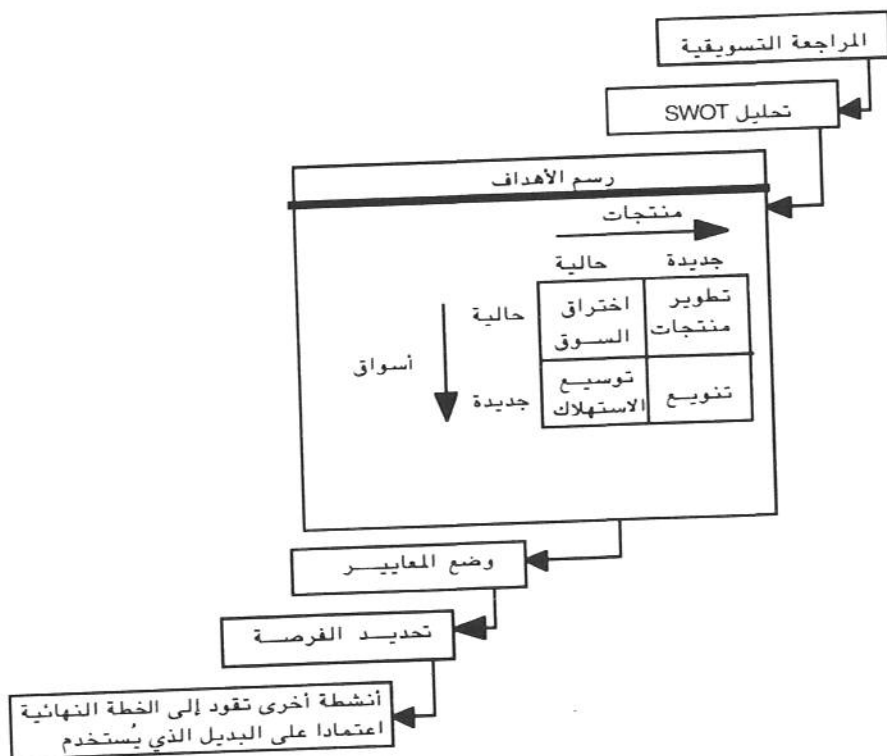 المراجعة التسويقية
تحليل SWOT
رسم الأهداف
منتجات
حالية جديدة
حالية
اختراق
السوق
تطوير
منتجات
أسواق
جديدة
توسيع
الاستهلاك
تنويع
وضع المعايير
تحديد الفرصة
أنشطة أخرى تقود إلى الخطة النهائية
اعتمادا على البديل الذي يُستخدم